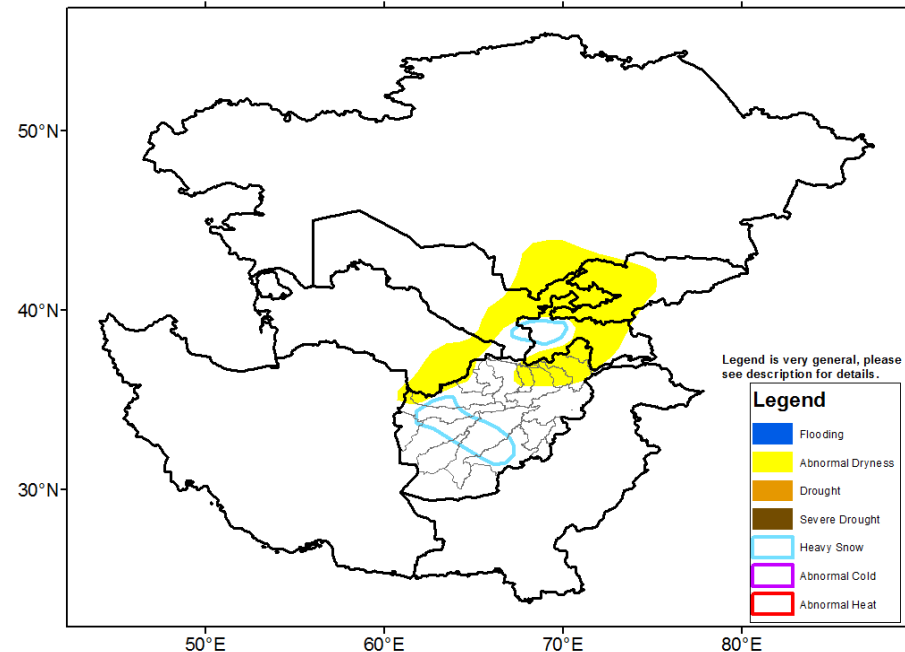 50°N
40°N
30°N
50°E
60°E
70°E
80°E
Legend is very general, please
see description for details.
Legend
Flooding
Abnormal Dryness
Drought
Severe Drought
Heavy Snow
Abnormal Cold
Abnormal Heat